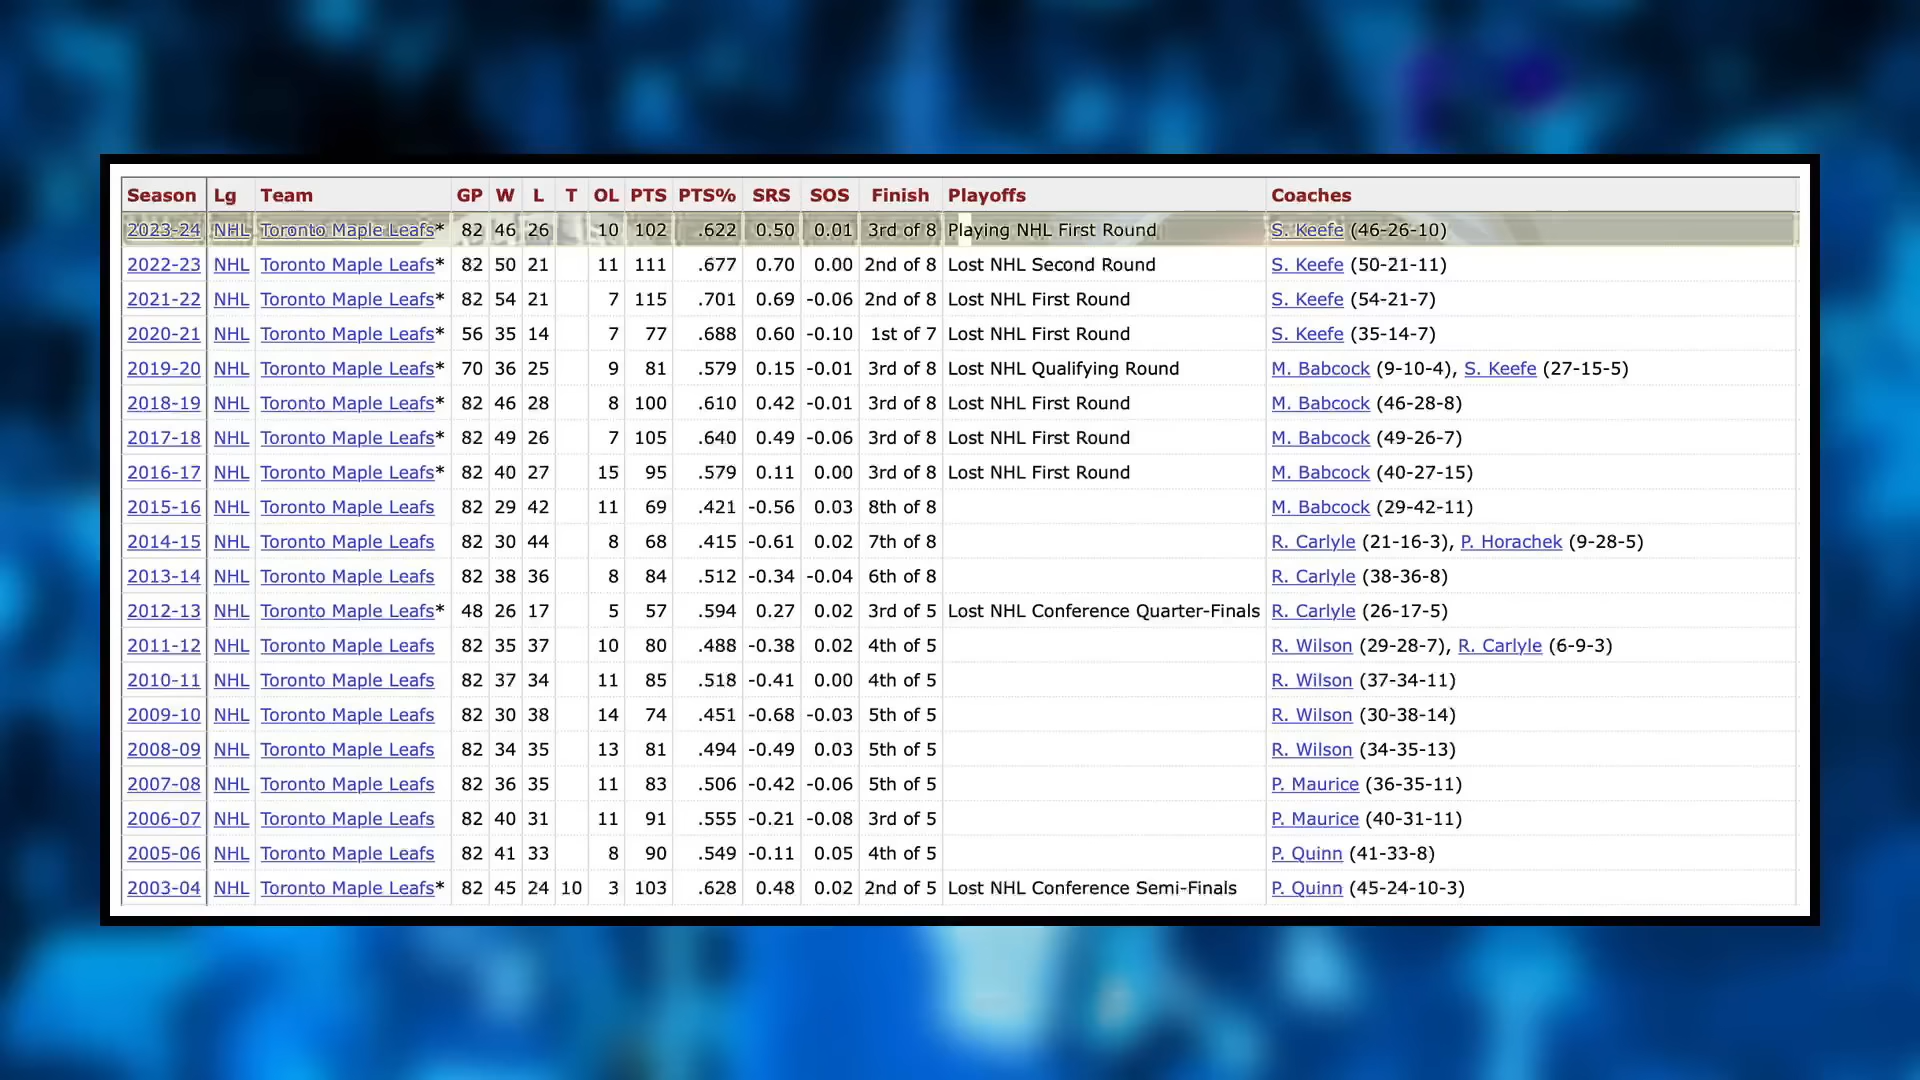 Season Lg Team GP W L T OL PTS PTS% SRS SOS Finish Playoffs Coaches
2023-24 NHL Toronto Maple Leafs* 82 46 26 10 102 .622 0.50 0.01 3rd of 8 Playing NHL First Round S. Keefe (46-26-10)
2022-23 NHL Toronto Maple Leafs* 82 50 21 11 111 .677 0.70 0.00 2nd of 8 Lost NHL Second Round S. Keefe (50-21-11)
2021-22 NHL Toronto Maple Leafs* 82 54 21 7 115 .701 0.69 -0.06 2nd of 8 Lost NHL First Round S. Keefe (54-21-7)
2020-21 NHL Toronto Maple Leafs* 56 35 14 7 77 .688 0.60 -0.10 1st of 7 Lost NHL First Round S. Keefe (35-14-7)
2019-20 NHL Toronto Maple Leafs* 70 36 25 9 81 .579 0.15 -0.01 3rd of 8 Lost NHL Qualifying Round M. Babcock (9-10-4), S. Keefe (27-15-5)
2018-19 NHL Toronto Maple Leafs* 82 46 28 8 100 .610 0.42 -0.01 3rd of 8 Lost NHL First Round M. Babcock (46-28-8)
2017-18 NHL Toronto Maple Leafs* 82 49 26 7 105 .640 0.49 -0.06 3rd of 8 Lost NHL First Round M. Babcock (49-26-7)
2016-17 NHL Toronto Maple Leafs* 82 40 27 15 95 .579 0.11 0.00 3rd of 8 Lost NHL First Round M. Babcock (40-27-15)
2015-16 NHL Toronto Maple Leafs 82 29 42 11 69 .421 -0.56 0.03 8th of 8 M. Babcock (29-42-11)
2014-15 NHL Toronto Maple Leafs 82 30 44 8 68 .415 -0.61 0.02 7th of 8 R. Carlyle (21-16-3), P. Horachek (9-28-5)
2013-14 NHL Toronto Maple Leafs 82 38 36 8 84 .512 -0.34 -0.04 6th of 8 R. Carlyle (38-36-8)
2012-13 NHL Toronto Maple Leafs* 48 26 17 5 57 .594 0.27 0.02 3rd of 5 Lost NHL Conference Quarter-Finals R. Carlyle (26-17-5)
2011-12 NHL Toronto Maple Leafs 82 35 37 10 80 .488 -0.38 0.02 4th of 5 R. Wilson (29-28-7), R. Carlyle (6-9-3)
2010-11 NHL Toronto Maple Leafs 82 37 34 11 85 .518 -0.41 0.00 4th of 5 R. Wilson (37-34-11)
2009-10 NHL Toronto Maple Leafs 82 30 38 14 74 .451 -0.68 -0.03 5th of 5 R. Wilson (30-38-14)
2008-09 NHL Toronto Maple Leafs 82 34 35 13 81 .494 -0.49 0.03 5th of 5 R. Wilson (34-35-13)
2007-08 NHL Toronto Maple Leafs 82 36 35 11 83 .506 -0.42 -0.06 5th of 5 P. Maurice (36-35-11)
2006-07 NHL Toronto Maple Leafs 82 40 31 11 91 .555 -0.21 -0.08 3rd of 5 P. Maurice (40-31-11)
2005-06 NHL Toronto Maple Leafs 82 41 33 8 90 .549 -0.11 0.05 4th of 5 P. Quinn (41-33-8)
2003-04 NHL Toronto Maple Leafs* 82 45 24 10 3 103 .628 0.48 0.02 2nd of 5 Lost NHL Conference Semi-Finals P. Quinn (45-24-10-3)